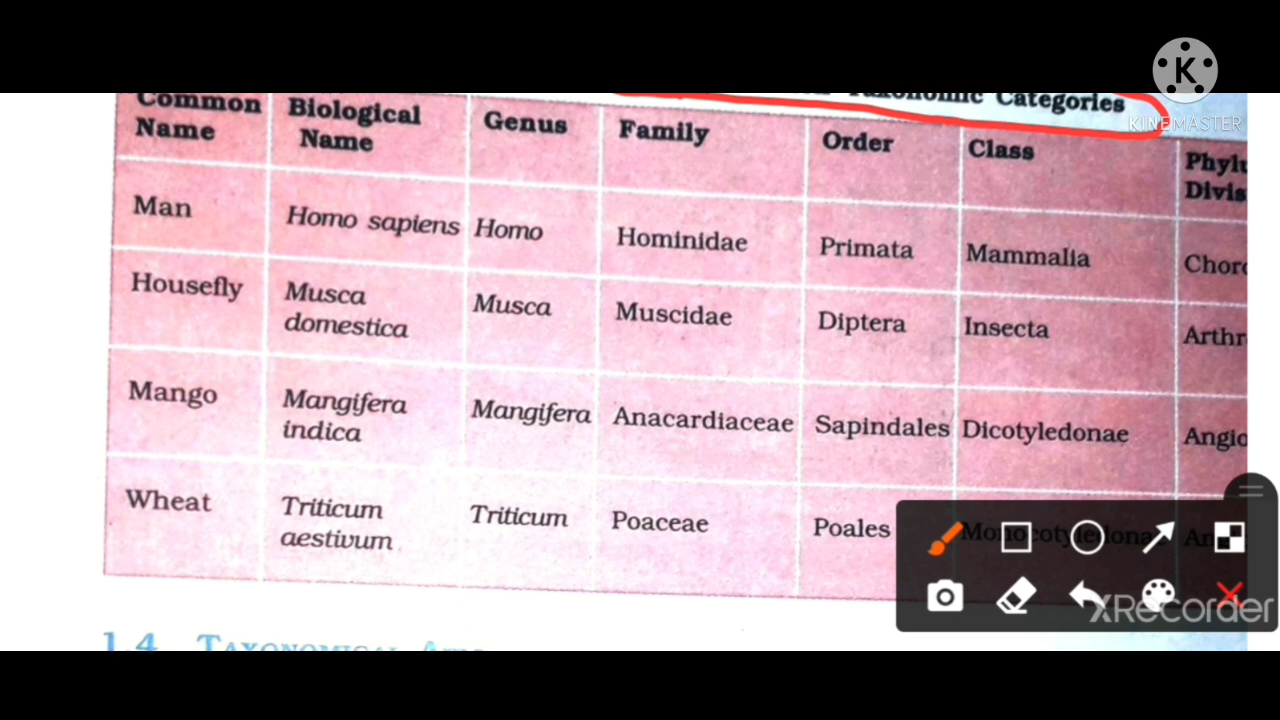 Taxonomic Categories
Common Name
Biological Name
Genus
Family
Order
Class
Man
Homo sapiens
Homo
Hominidae
Primata
Mammalia
Housefly
Musca domestica
Musca
Muscidae
Diptera
Insecta
Mango
Mangifera indica
Mangifera
Anacardiaceae
Sapindales
Dicotyledonae
Wheat
Triticum aestivum
Triticum
Poaceae
Poales
1.4
K
KINEMASTER
XRecorder